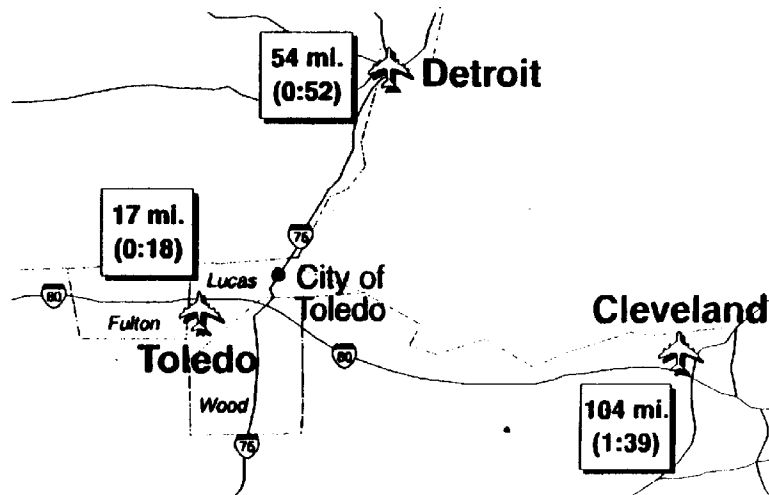 54 mi.
(0:52)
Detroit
17 mi.
(0:18)
75
Lucas
City of
Toledo
80
Fulton
Toledo
80
Cleveland
Wood
104 mi.
(1:39)
75